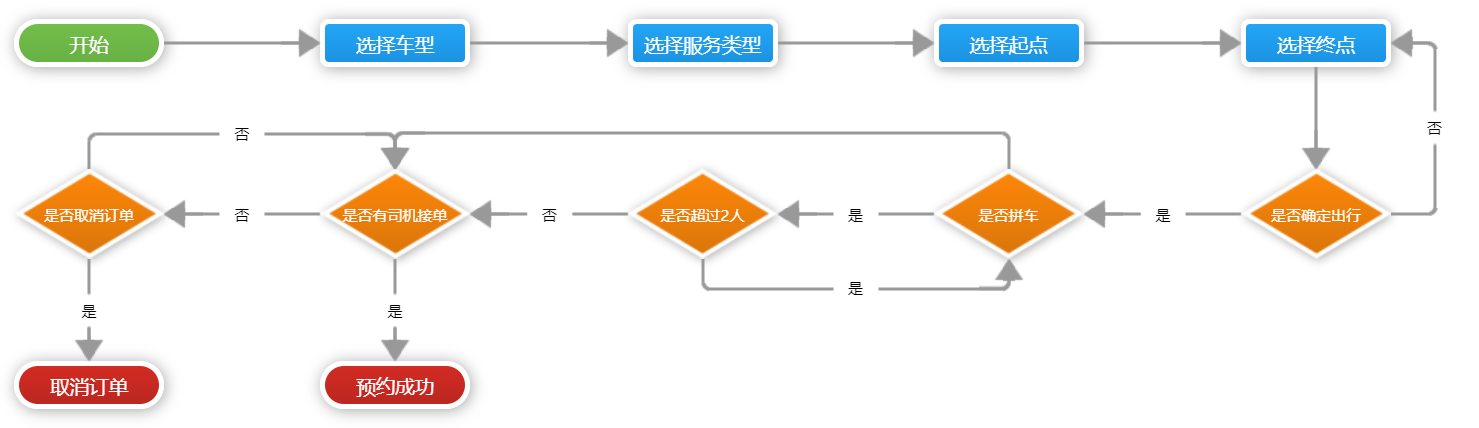 开始
选择车型
选择服务类型
选择起点
选择终点
否
否
是否取消订单
否
是否有司机接单
否
是否超过2人
是
是否拼车
是
是否确定出行
是
是
是
取消订单
预约成功